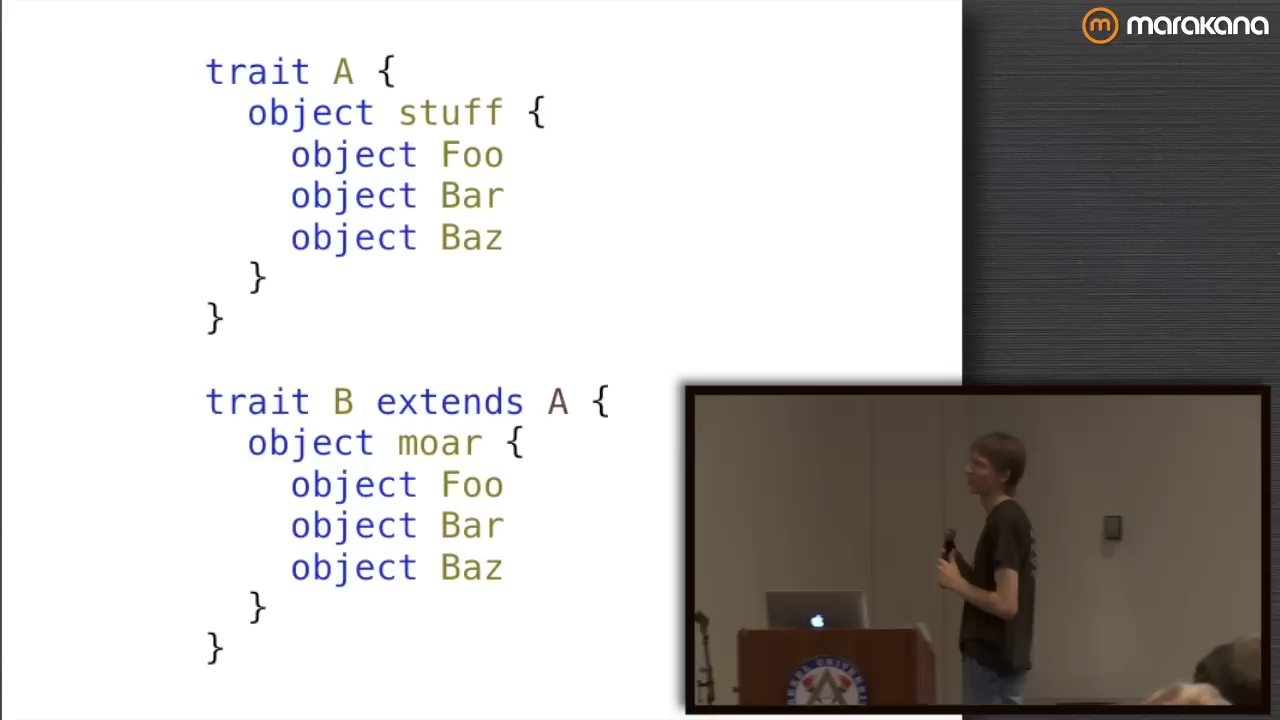 marakana
trait A {
object stuff {
object Foo
object Bar
object Baz
}
}
trait B extends A {
object moar {
object Foo
object Bar
object Baz
}
}